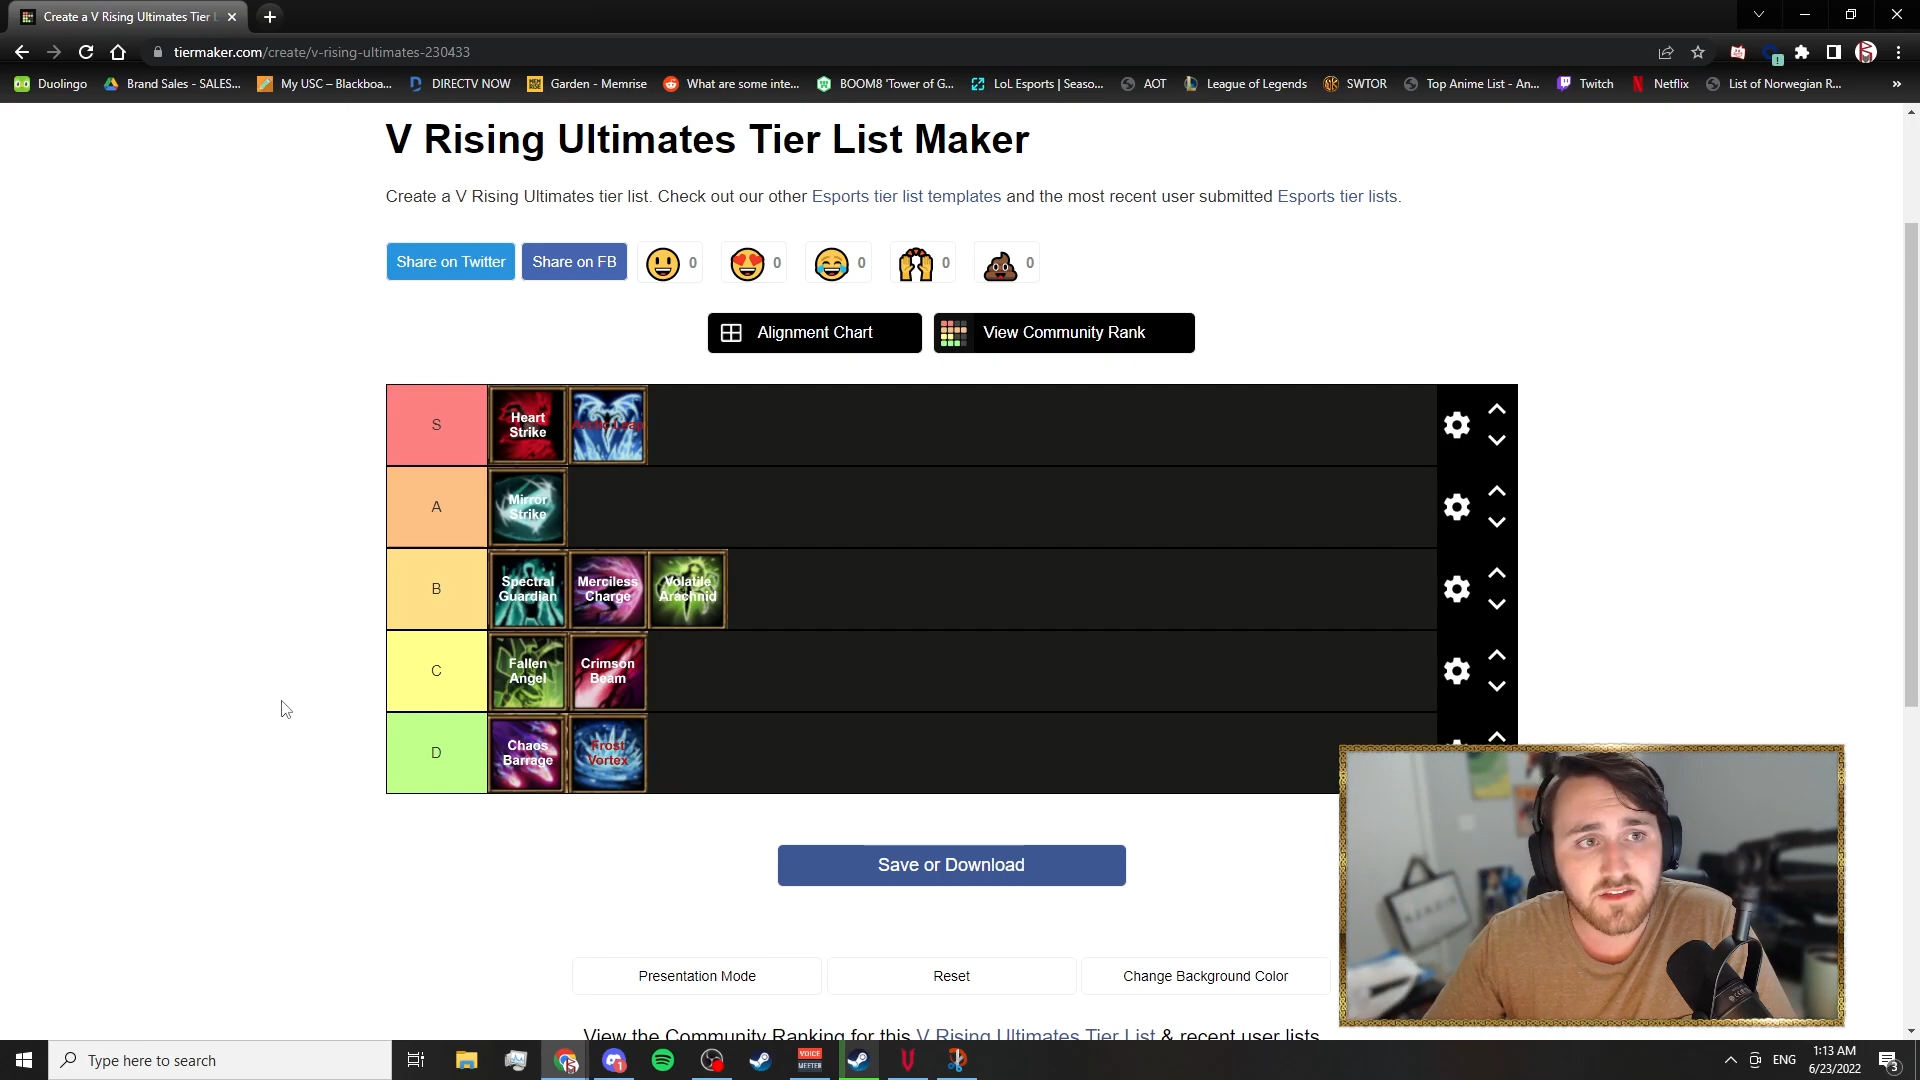 Create a V Rising Ultimates Tier L
tiermaker.com/create/v-rising-ultimates-230433
Duolingo
Brand Sales - SALES...
My USC – Blackboa...
DIRECTV NOW
Garden - Memrise
What are some inte...
BOOM8 'Tower of G...
LoL Esports | Seaso...
AOT
League of Legends
SWTOR
Top Anime List - An...
Twitch
Netflix
List of Norwegian R...
»
V Rising Ultimates Tier List Maker
Create a V Rising Ultimates tier list. Check out our other Esports tier list templates and the most recent user submitted Esports tier lists.
Share on Twitter
Share on FB
0
0
0
0
0
Alignment Chart
View Community Rank
S
Heart
Strike
Arctic Leap
A
Mirror
Strike
B
Spectral
Guardian
Merciless
Charge
Volatile
Arachnid
C
Fallen
Angel
Crimson
Beam
D
Chaos
Barrage
Frost
Vortex
Save or Download
Presentation Mode
Reset
Change Background Color
View the Community Ranking for this V Rising Ultimates Tier List & recent user lists
Type here to search
1
VOICE
MEETER
ENG
1:13 AM
6/23/2022
3